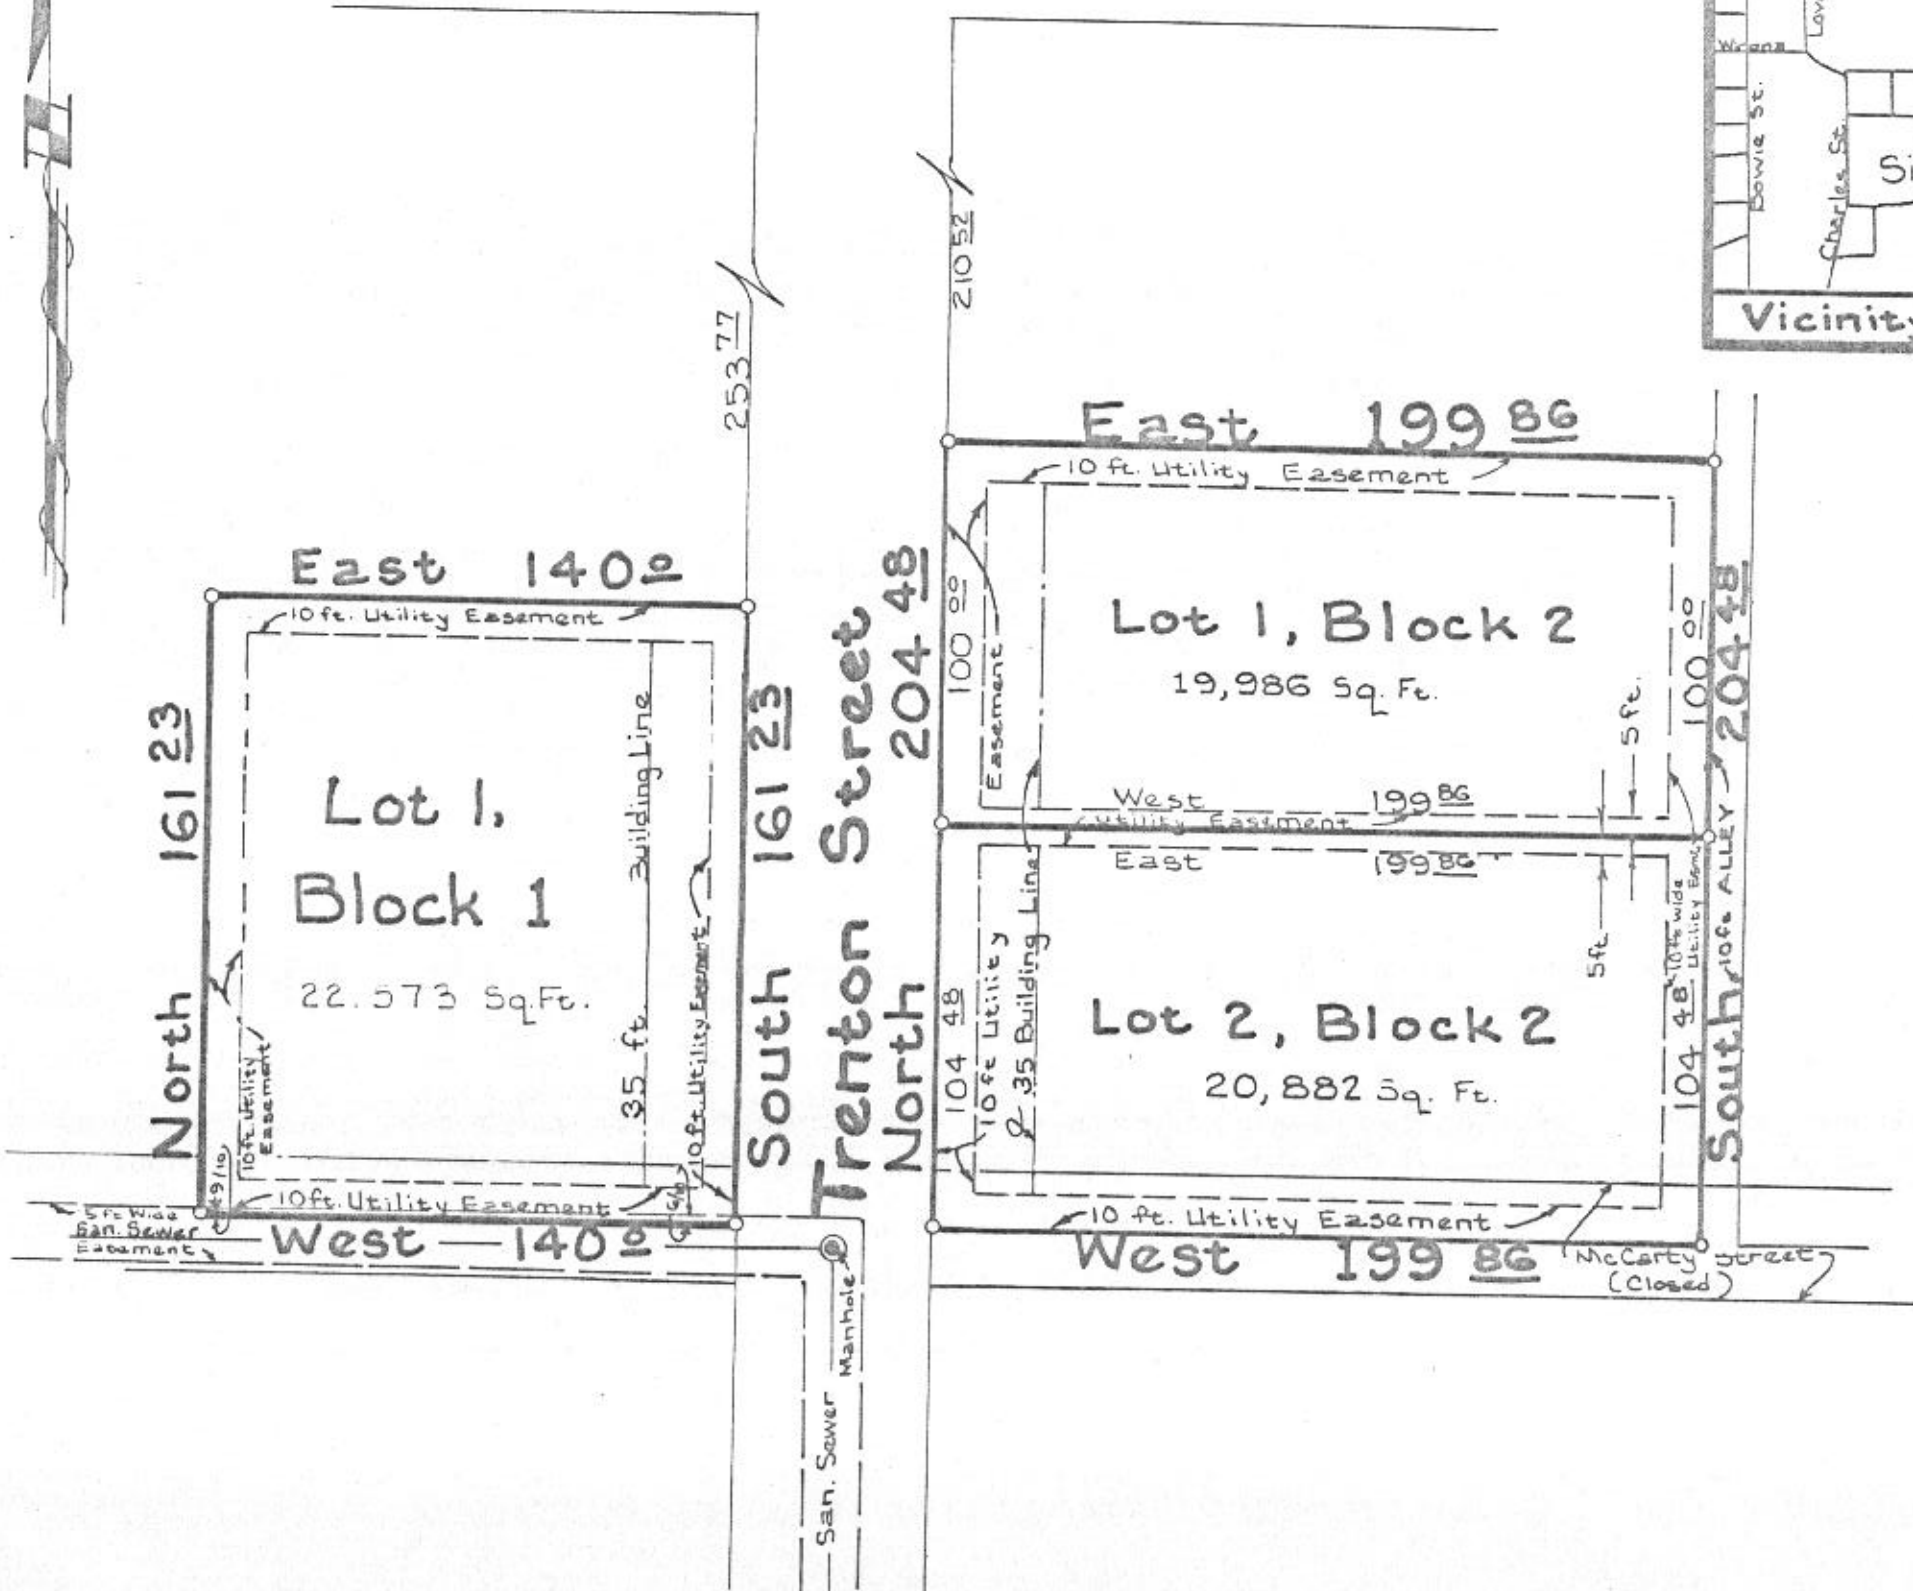 Wrens
Bowie St.
Charles St.
Si
Vicinity
253 77
210 52
East 199 86
10 ft. Utility Easement
100 00
Easement
Lot 1, Block 2
19,986 Sq. Ft.
5 ft.
100 00
West 199 86
Utility Eastment
East 199 86
5 ft.
10 ft. Utility
35 Building Line
104 48
Lot 2, Block 2
20,882 Sq. Ft.
10 ft. Wide
Utility Easmt
104 48
10 ft. Utility Easement
West 199 86
McCarty Street
(Closed)
North 204 48
South 204 48
10 ft. ALLEY
Trenton Street
East 140 0
10 ft. Utility Easement
North 161 23
Lot 1,
Block 1
22.573 Sq. Ft.
Building Line
35 ft.
10 ft. Utility Easement
South 161 23
10 ft. Utility
Easement
10 ft. Utility Easement
West 140 0
5 ft Wide
San. Sewer
Easement
Manhole
San. Sewer